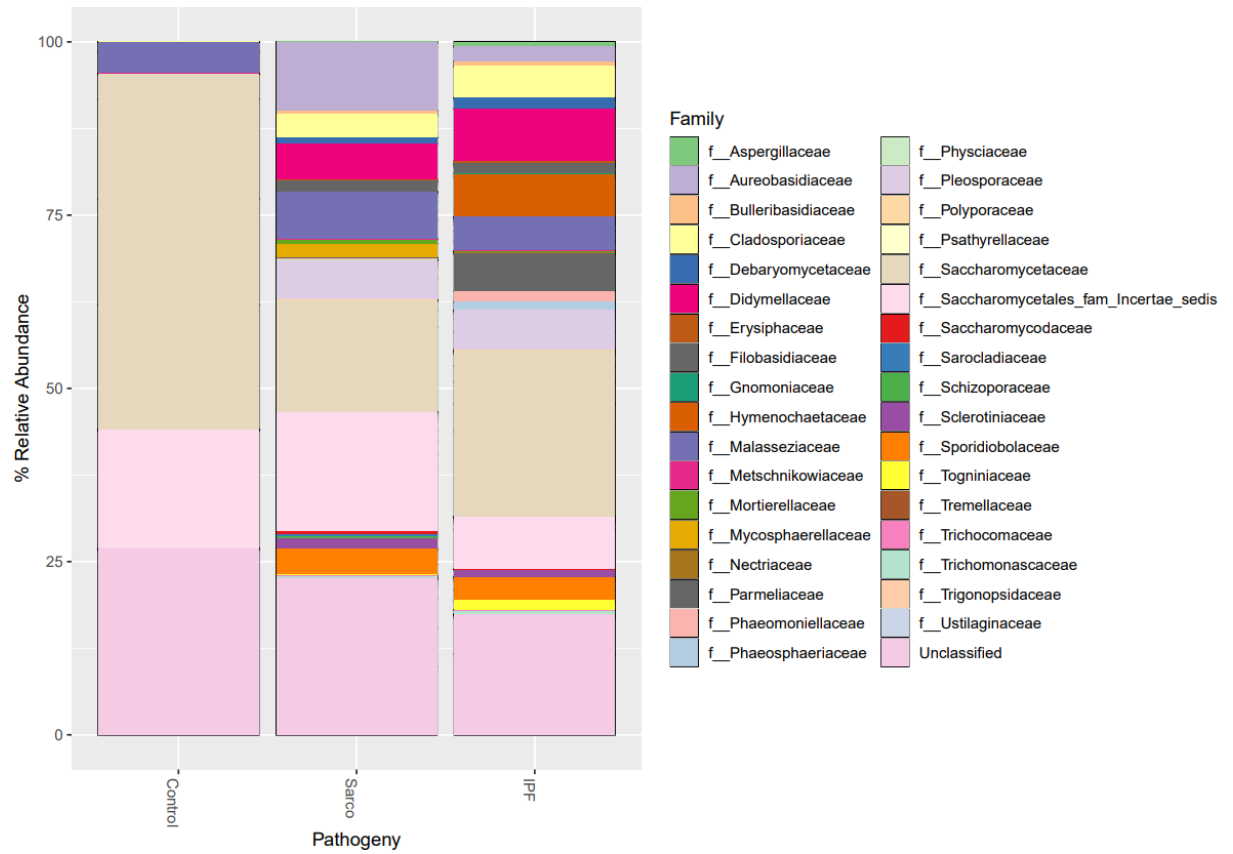 100
75
50
25
0
% Relative Abundance
Control
Sarco
IPF
Pathogeny
Family
f__Aspergillaceae
f__Aureobasidiaceae
f__Bulleribasidiaceae
f__Cladosporiaceae
f__Debaryomycetaceae
f__Didymellaceae
f__Erysiphaceae
f__Filobasidiaceae
f__Gnomoniaceae
f__Hymenochaetaceae
f__Malasseziaceae
f__Metschnikowiaceae
f__Mortierellaceae
f__Mycosphaerellaceae
f__Nectriaceae
f__Parmeliaceae
f__Phaeomoniellaceae
f__Phaeosphaeriaceae
f__Physciaceae
f__Pleosporaceae
f__Polyporaceae
f__Psathyrellaceae
f__Saccharomycetaceae
f__Saccharomycetales_fam_Incertae_sedis
f__Saccharomycodaceae
f__Sarocladiaceae
f__Schizoporaceae
f__Sclerotiniaceae
f__Sporidiobolaceae
f__Togniniaceae
f__Tremellaceae
f__Trichocomaceae
f__Trichomonascaceae
f__Trigonopsidaceae
f__Ustilaginaceae
Unclassified